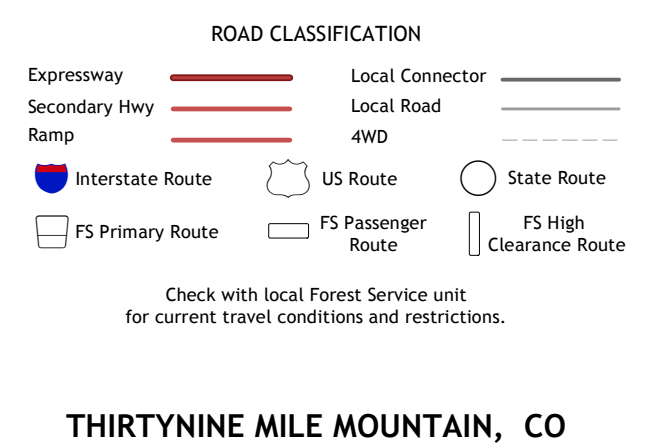 ROAD CLASSIFICATION
Expressway
Local Connector
Secondary Hwy
Local Road
Ramp
4WD
Interstate Route
US Route
State Route
FS Primary Route
FS Passenger
Route
FS High
Clearance Route
Check with local Forest Service unit
for current travel conditions and restrictions.
THIRTYNINE MILE MOUNTAIN, CO